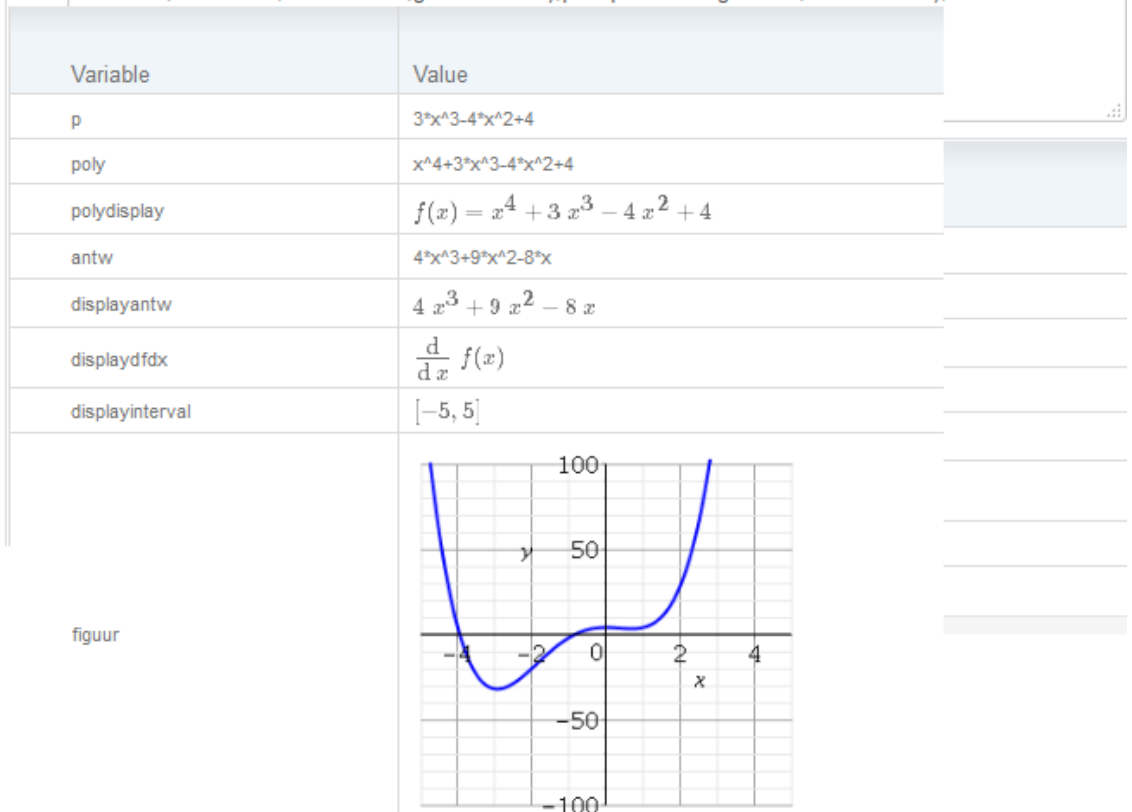 Variable Value
p 3*x^3-4*x^2+4
poly x^4+3*x^3-4*x^2+4
polydisplay f(x) = x^4 + 3 x^3 − 4 x^2 + 4
antw 4*x^3+9*x^2-8*x
displayantw 4 x^3 + 9 x^2 − 8 x
displaydfdx d/dx f(x)
displayinterval [−5, 5]
figuur
100
y 50
−4 −2 0 2 4
x
−50
−100